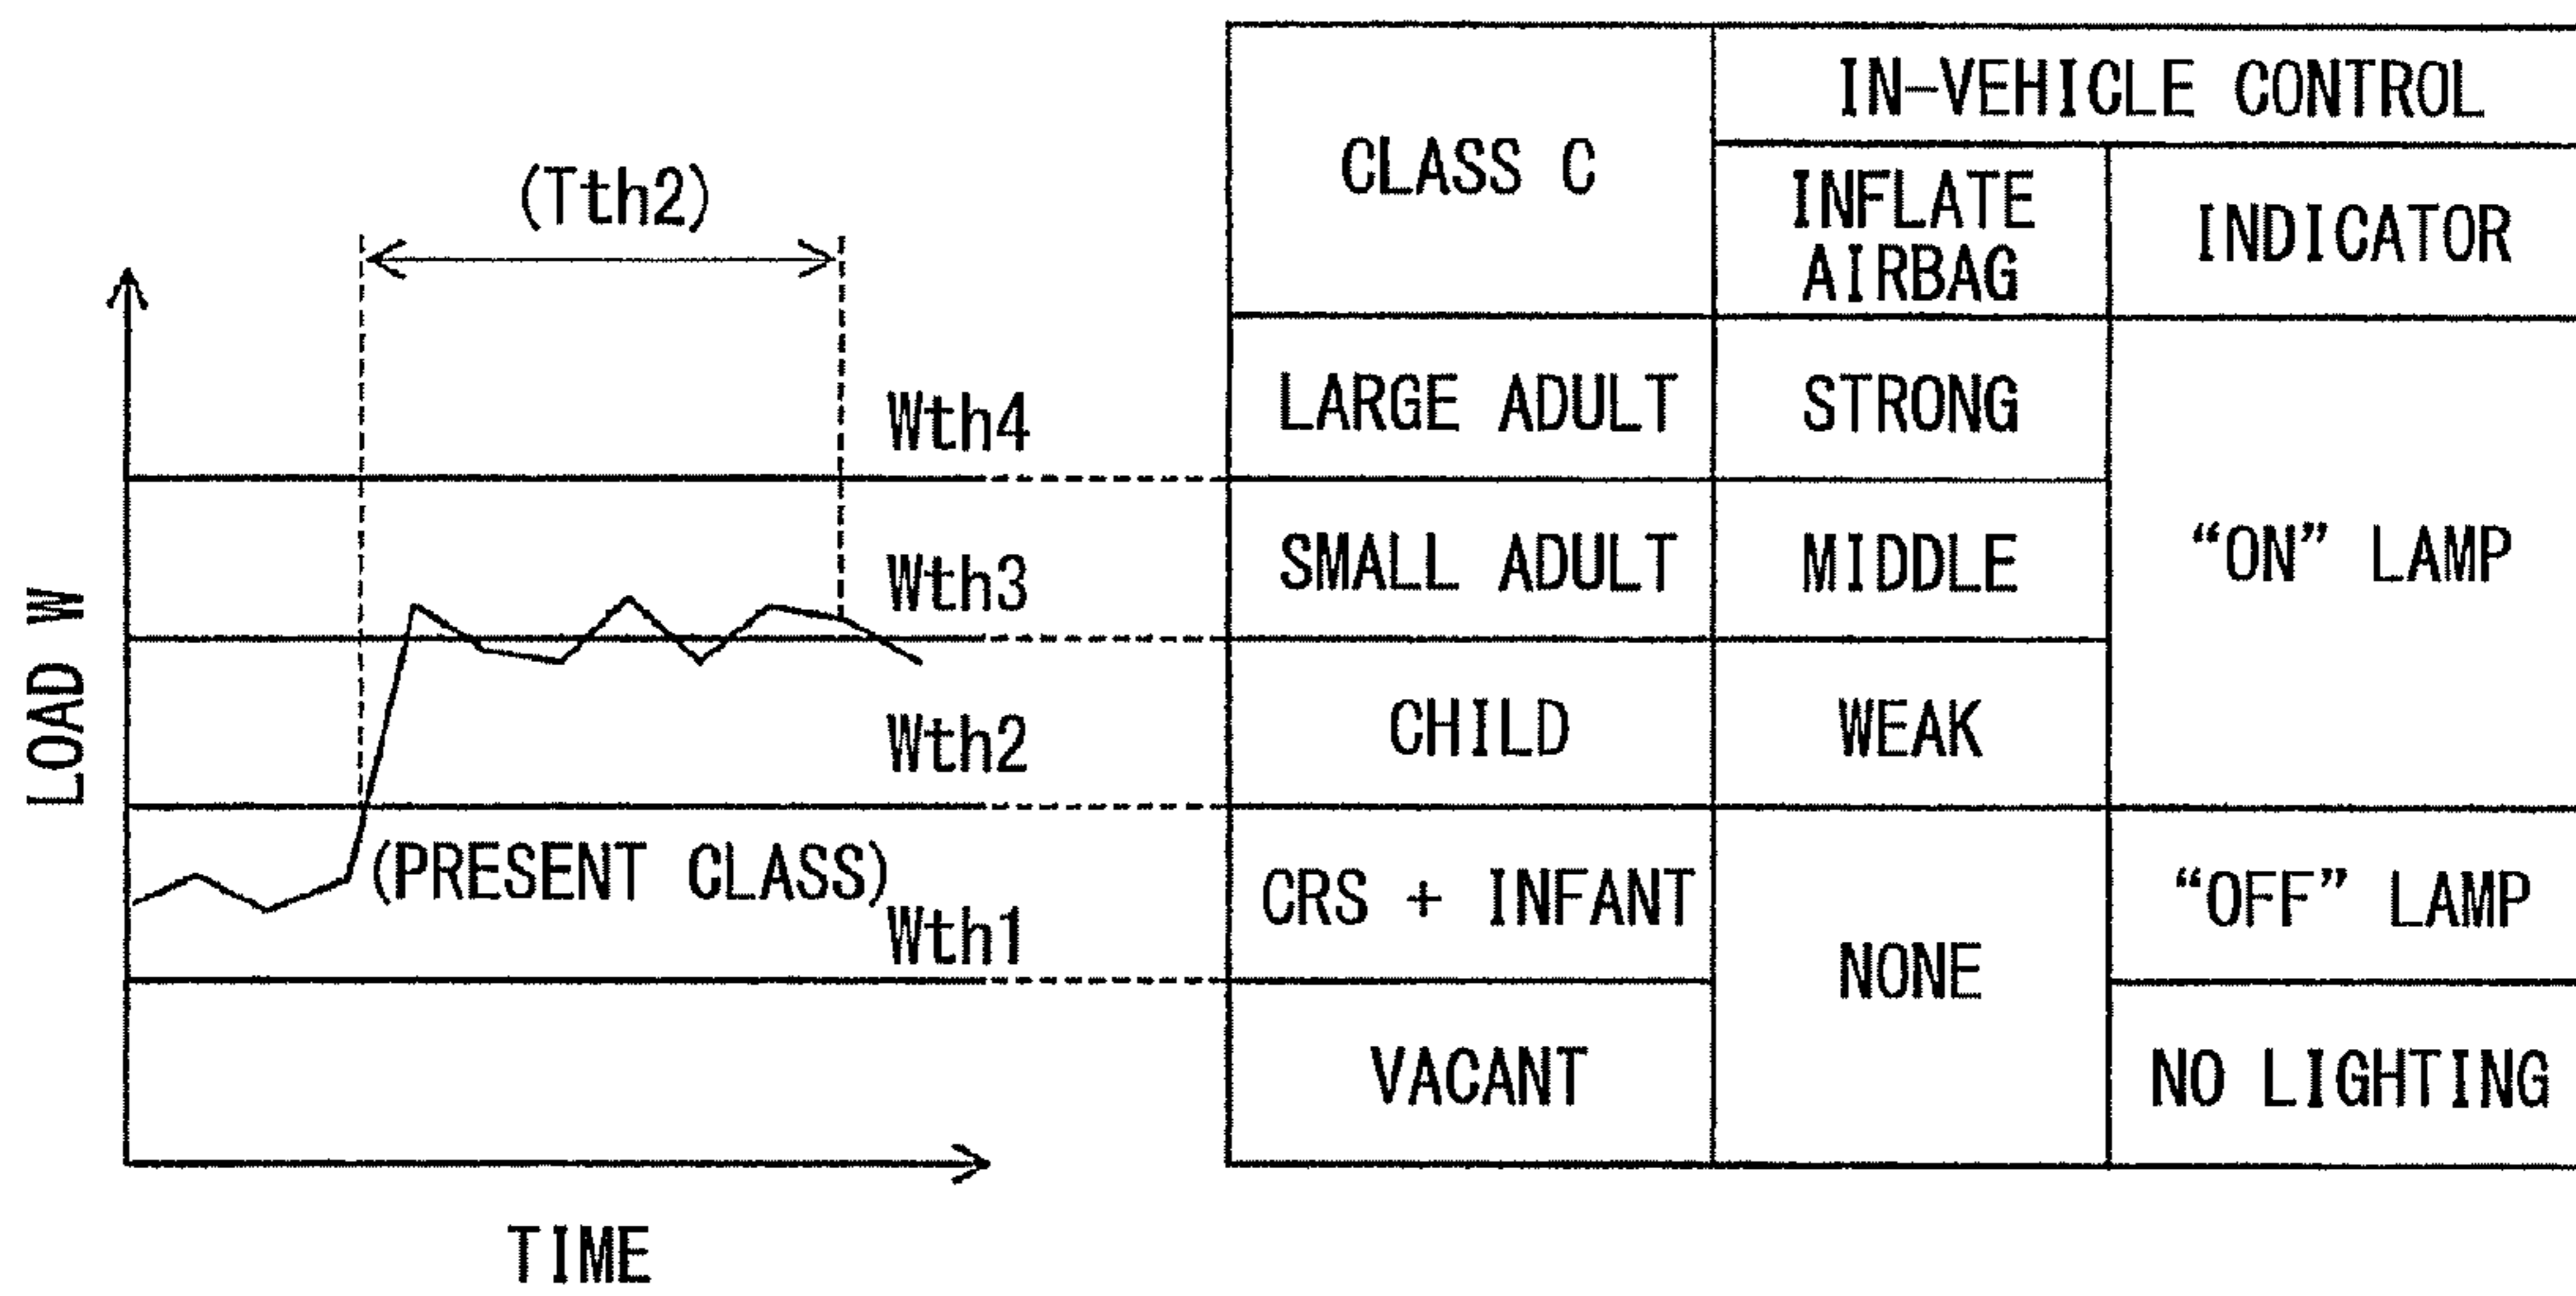 (Tth2)
LOAD W
Wth4
Wth3
Wth2
(PRESENT CLASS)
Wth1
TIME
CLASS C
IN-VEHICLE CONTROL
INFLATE
AIRBAG
INDICATOR
LARGE ADULT
STRONG
SMALL ADULT
MIDDLE
“ON” LAMP
CHILD
WEAK
CRS + INFANT
NONE
“OFF” LAMP
VACANT
NO LIGHTING